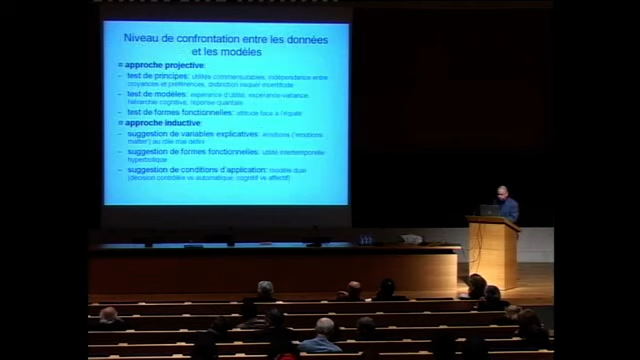 Niveau de confrontation entre les données
et les modèles
approche projective:
– test de principes: utilités commensurables, indépendance entre
croyances et préférences, distinction risque/ incertitude
– test de modèles: espérance d'utilité, espérance-variance,
hiérarchie cognitive, réponse quantale
– test de formes fonctionnelles: attitude face à l'égalité
approche inductive:
– suggestion de variables explicatives: émotions ('emotions
matter') au rôle mal défini
– suggestion de formes fonctionnelles: utilité intertemporelle
hyperbolique
– suggestion de conditions d'application: modèle dual
(décision contrôlée vs automatique, cognitif vs affectif)